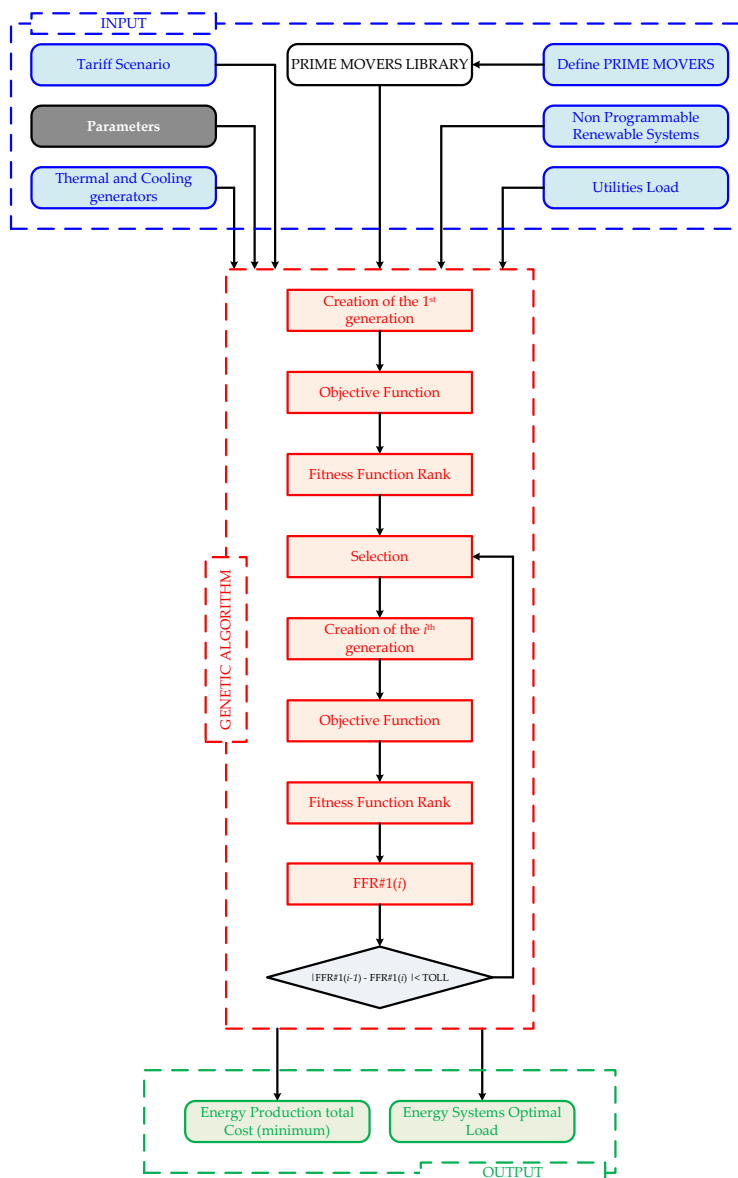 INPUT
Tariff Scenario
PRIME MOVERS LIBRARY
Define PRIME MOVERS
Parameters
Non Programmable
Renewable Systems
Thermal and Cooling
generators
Utilities Load
Creation of the 1st
generation
Objective Function
Fitness Function Rank
Selection
GENETIC ALGORITHM
Creation of the ith
generation
Objective Function
Fitness Function Rank
FFR#1(i)
|FFR#1(i-1) - FFR#1(i) |< TOLL
Energy Production total
Cost (minimum)
Energy Systems Optimal
Load
OUTPUT